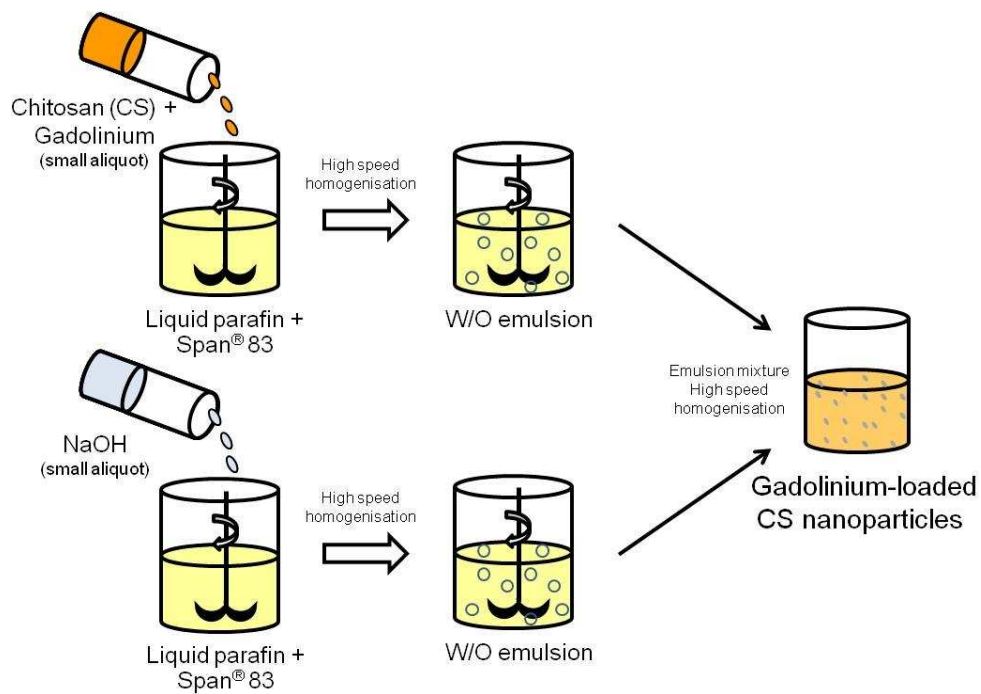 Chitosan (CS) +
Gadolinium
(small aliquot)
High speed
homogenisation
Liquid parafin +
Span® 83
W/O emulsion
NaOH
(small aliquot)
High speed
homogenisation
Liquid parafin +
Span® 83
W/O emulsion
Emulsion mixture
High speed
homogenisation
Gadolinium-loaded
CS nanoparticles